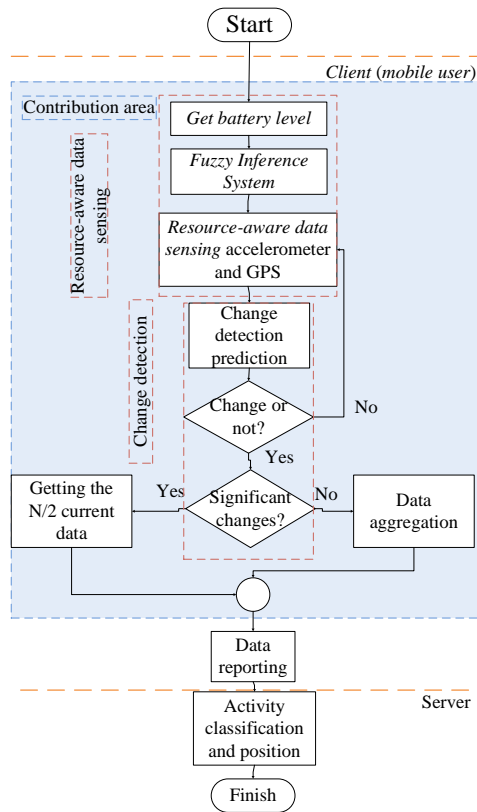 Start
Client (mobile user)
Contribution area
Get battery level
Resource-aware data
sensing
Fuzzy Inference
System
Resource-aware data
sensing accelerometer
and GPS
Change detection
Change
detection
prediction
Change or
not?
No
Yes
Significant
changes?
Yes
No
Getting the
N/2 current
data
Data
aggregation
Data
reporting
Server
Activity
classification
and position
Finish